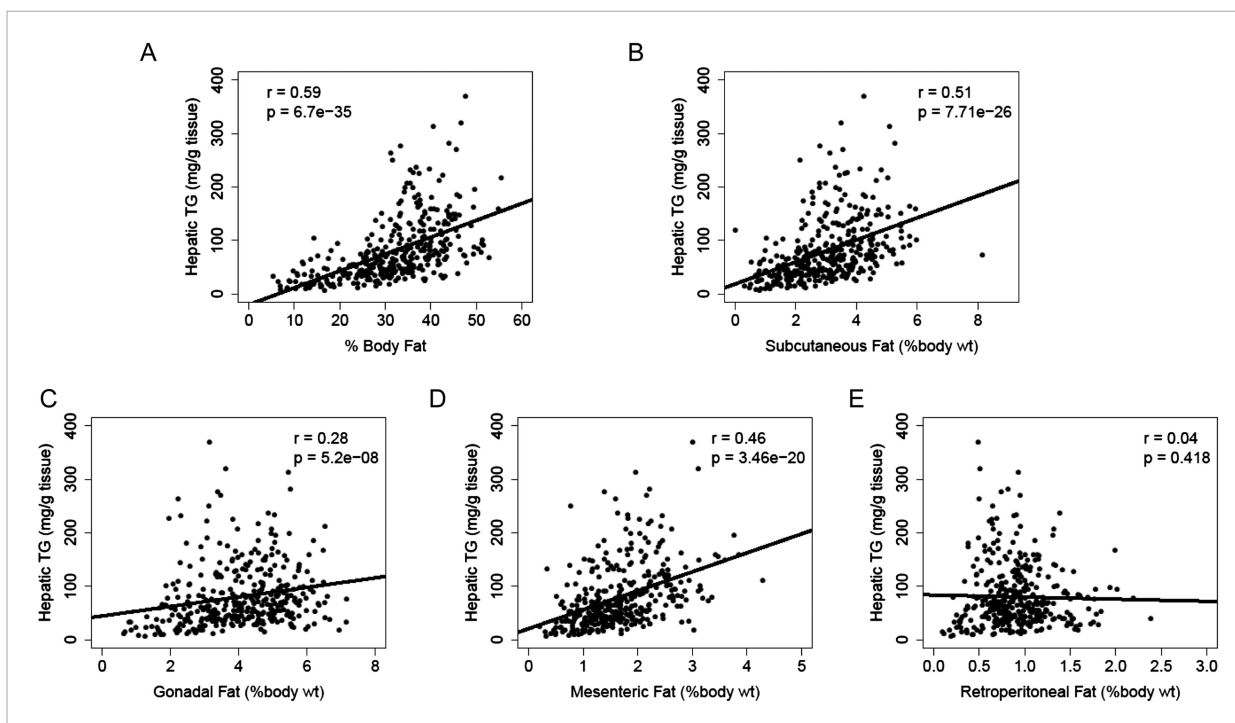 A
r = 0.59
p = 6.7e−35
Hepatic TG (mg/g tissue)
400
300
200
100
0
0 10 20 30 40 50 60
% Body Fat
B
r = 0.51
p = 7.71e−26
Hepatic TG (mg/g tissue)
400
300
200
100
0
0 2 4 6 8
Subcutaneous Fat (%body wt)
C
r = 0.28
p = 5.2e−08
Hepatic TG (mg/g tissue)
400
300
200
100
0
0 2 4 6 8
Gonadal Fat (%body wt)
D
r = 0.46
p = 3.46e−20
Hepatic TG (mg/g tissue)
400
300
200
100
0
0 1 2 3 4 5
Mesenteric Fat (%body wt)
E
r = 0.04
p = 0.418
Hepatic TG (mg/g tissue)
400
300
200
100
0
0.0 0.5 1.0 1.5 2.0 2.5 3.0
Retroperitoneal Fat (%body wt)